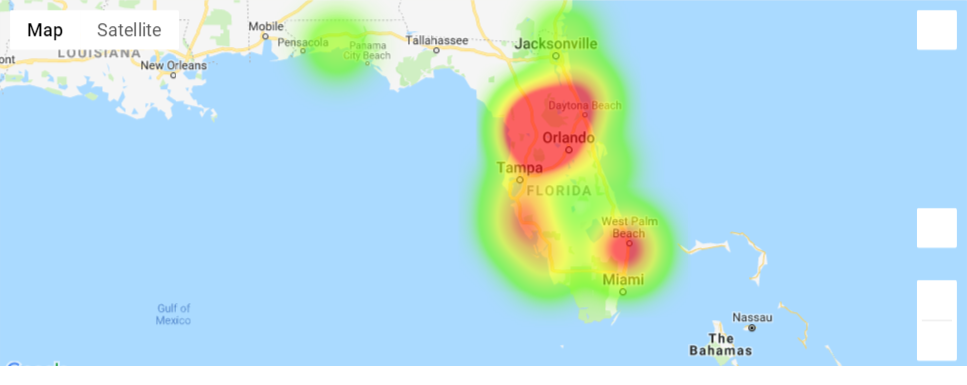 Map Satellite
Mobile
Pensacola
Panama
City Beach
Tallahassee
Jacksonville
LOUISIANA
ont
New Orleans
Daytona Beach
Orlando
Tampa
FLORIDA
West Palm
Beach
Miami
Gulf of
Mexico
Nassau
The
Bahamas